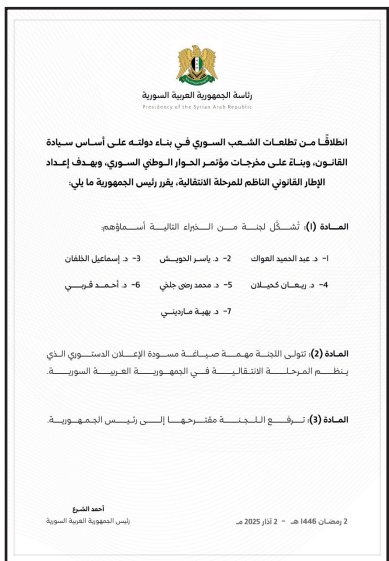 رئاسة الجمهورية العربية السورية
Presidency of the Syrian Arab Republic
انطلاقًا من تطلعات الشعب السوري في بناء دولته على أساس سيادة
القانون، وبناءً على مخرجات مؤتمر الحوار الوطني السوري، وبهدف إعداد
الإطار القانوني الناظم للمرحلة الانتقالية، يقرر رئيس الجمهورية ما يلي:
المادة (1): تُشكَّل لجنة من الخبراء التالية أسماؤهم:
1- د. عبد الحميد العواك 2- د. ياسر الحويش 3- د. إسماعيل الخلفان
4- د. ريعان كحيلان 5- د. محمد رضى جلخي 6- د. أحمد قربي
7- د. بهية مارديني
المادة (2): تتولى اللجنة مهمة صياغة مسودة الإعلان الدستوري الذي
ينظم المرحلة الانتقالية في الجمهورية العربية السورية.
المادة (3): ترفع اللجنة مقترحها إلى رئيس الجمهورية.
أحمد الشرع
رئيس الجمهورية العربية السورية
2 رمضان 1446 هـ - 2 آذار 2025 مـ